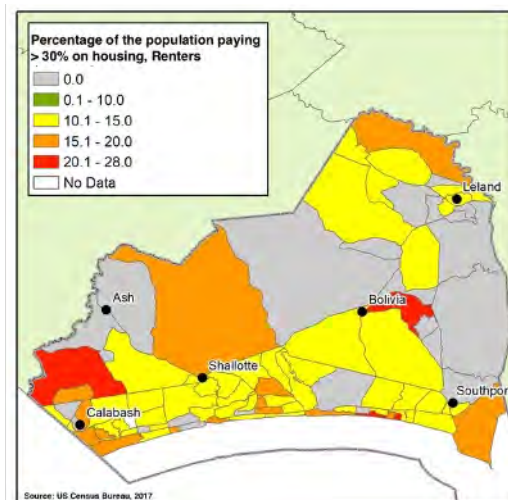 Percentage of the population paying
> 30% on housing, Renters
0.0
0.1 - 10.0
10.1 - 15.0
15.1 - 20.0
20.1 - 28.0
No Data
Leland
Ash
Bolivia
Shallotte
Southpor
Calabash
Source: US Census Bureau, 2017